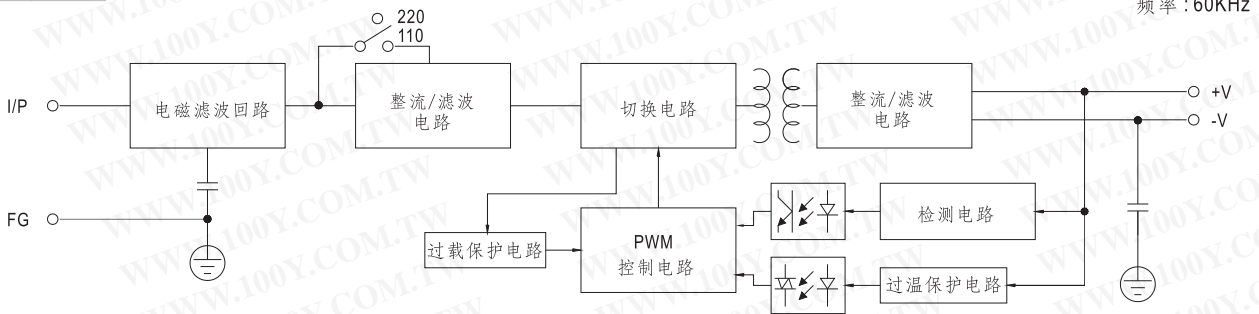 频率 : 60KHz
220
110
I/P
电磁滤波回路
整流/滤波
电路
切换电路
整流/滤波
电路
+V
-V
FG
过载保护电路
PWM
控制电路
检测电路
过温保护电路
WWW.100Y.COM.TW